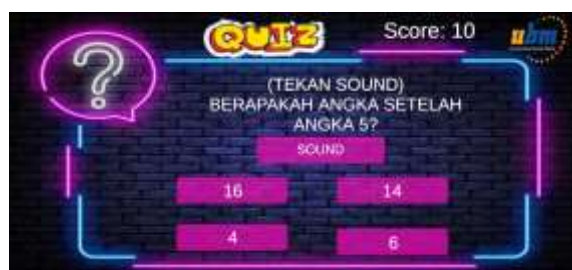 QUIZ
Score: 10
ubm
?
(TEKAN SOUND)
BERAPAKAH ANGKA SETELAH
ANGKA 5?
SOUND
16
14
4
6